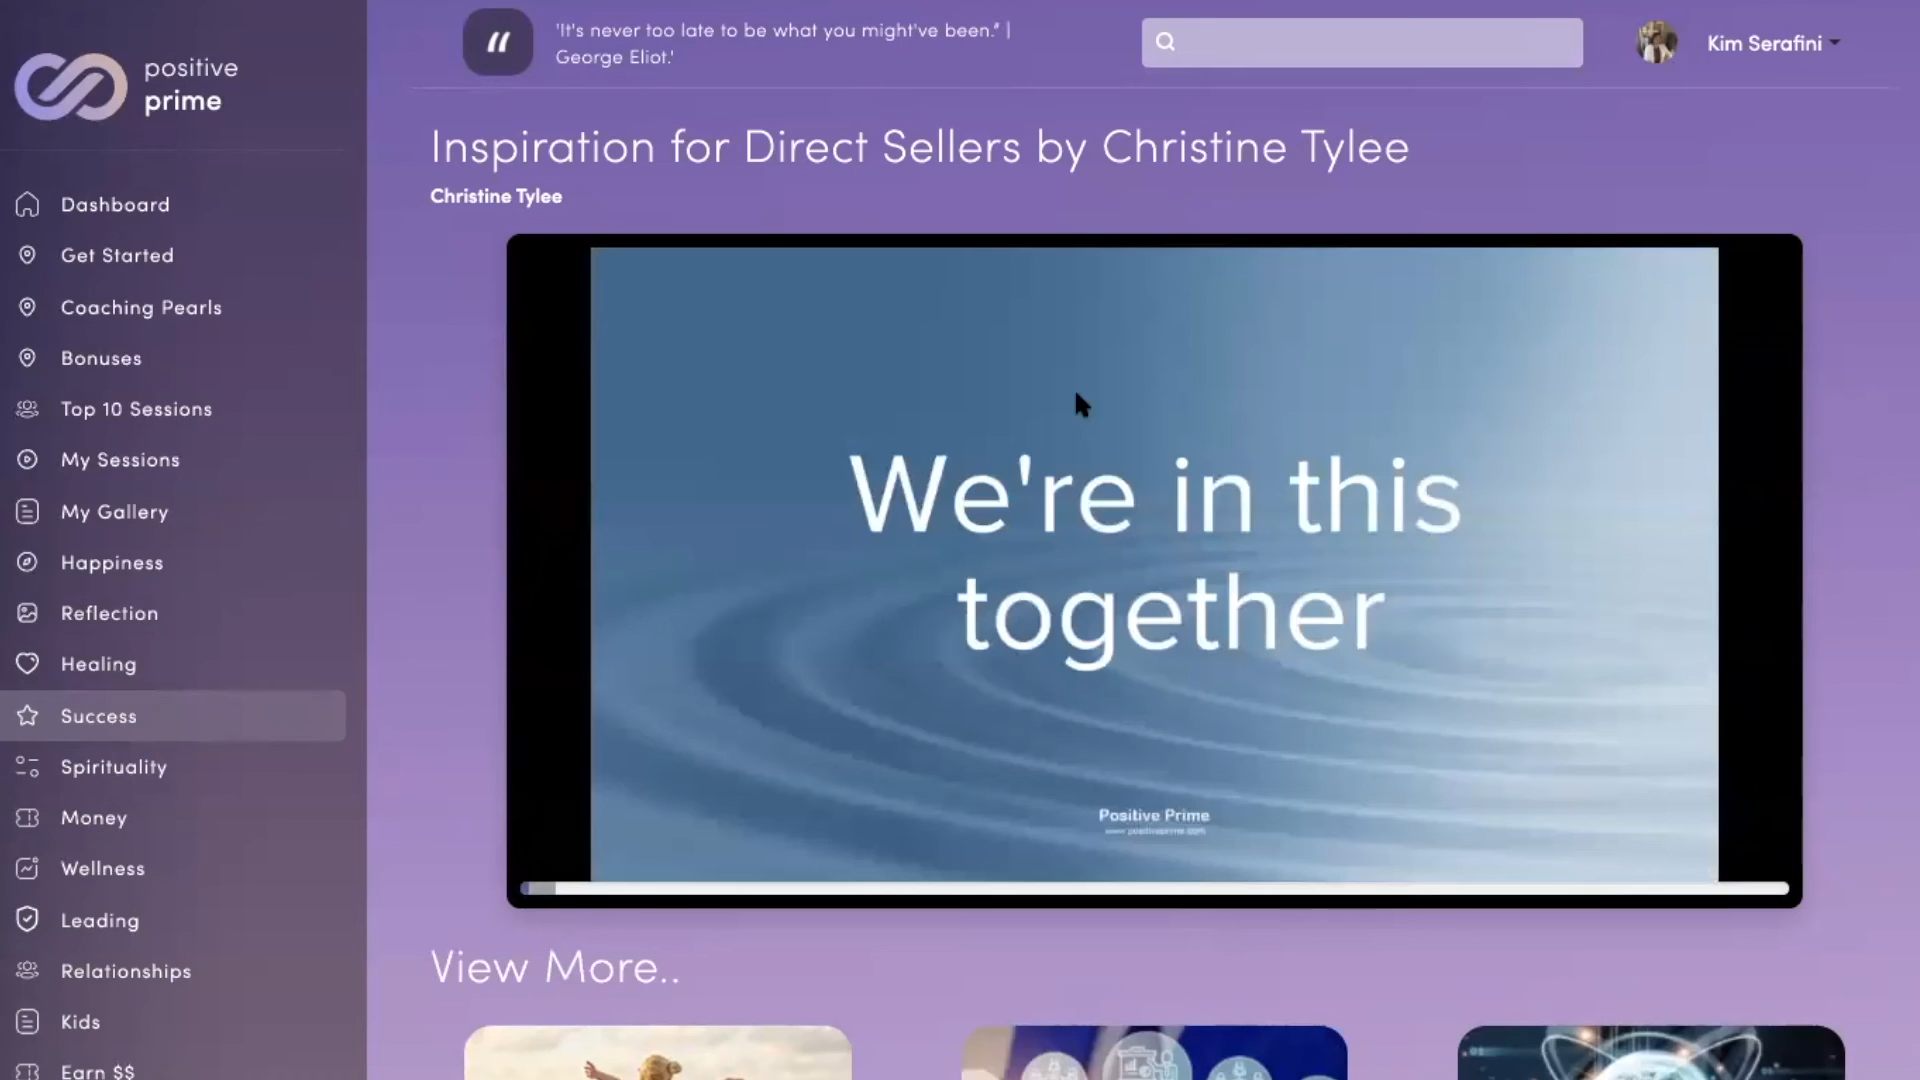 positive
prime
Dashboard
Get Started
Coaching Pearls
Bonuses
Top 10 Sessions
My Sessions
My Gallery
Happiness
Reflection
Healing
Success
Spirituality
Money
Wellness
Leading
Relationships
Kids
Earn $$
'It's never too late to be what you might've been.” |
George Eliot.'
Kim Serafini
Inspiration for Direct Sellers by Christine Tylee
Christine Tylee
We're in this
together
Positive Prime
www.positiveprime.com
View More..